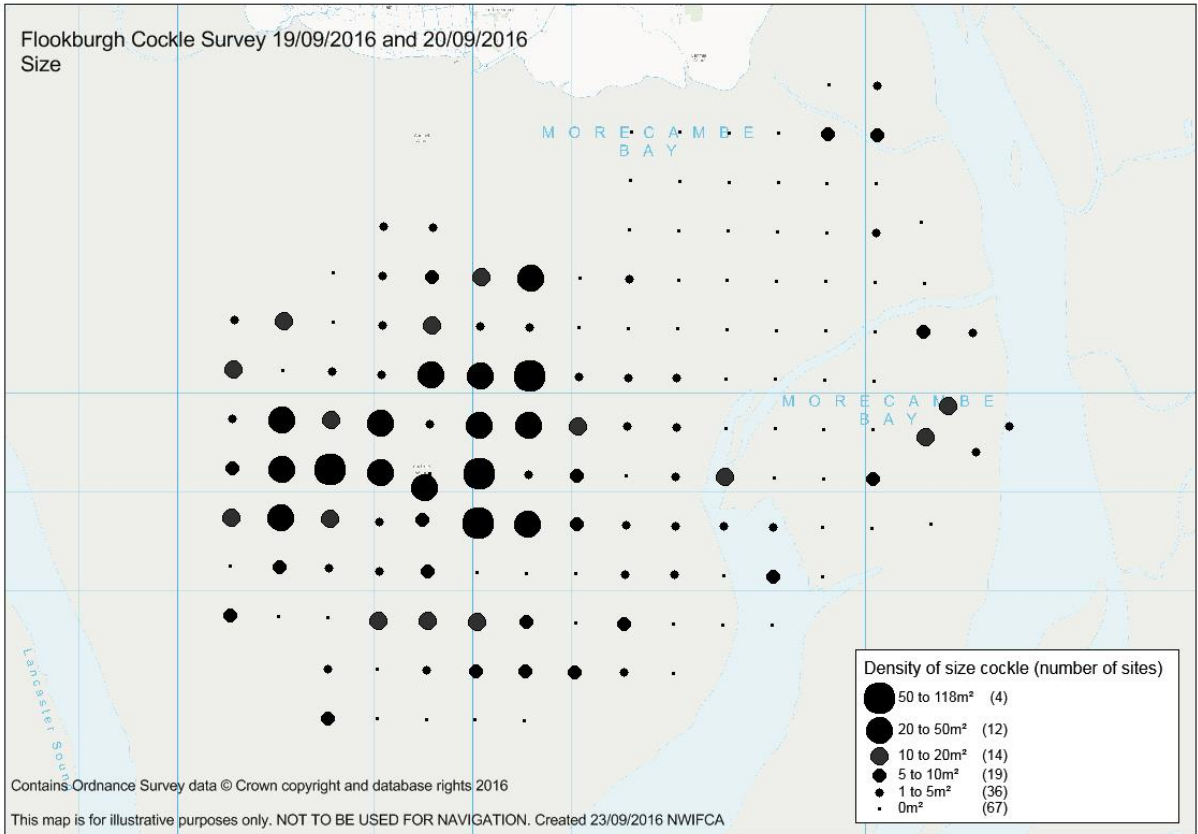 Flookburgh Cockle Survey 19/09/2016 and 20/09/2016
Size
MORECAMBE
BAY
MORECAMBE
BAY
Lancaster Sound
Density of size cockle (number of sites)
50 to 118m² (4)
20 to 50m² (12)
10 to 20m² (14)
5 to 10m² (19)
1 to 5m² (36)
0m² (67)
Contains Ordnance Survey data © Crown copyright and database rights 2016
This map is for illustrative purposes only. NOT TO BE USED FOR NAVIGATION. Created 23/09/2016 NWIFCA